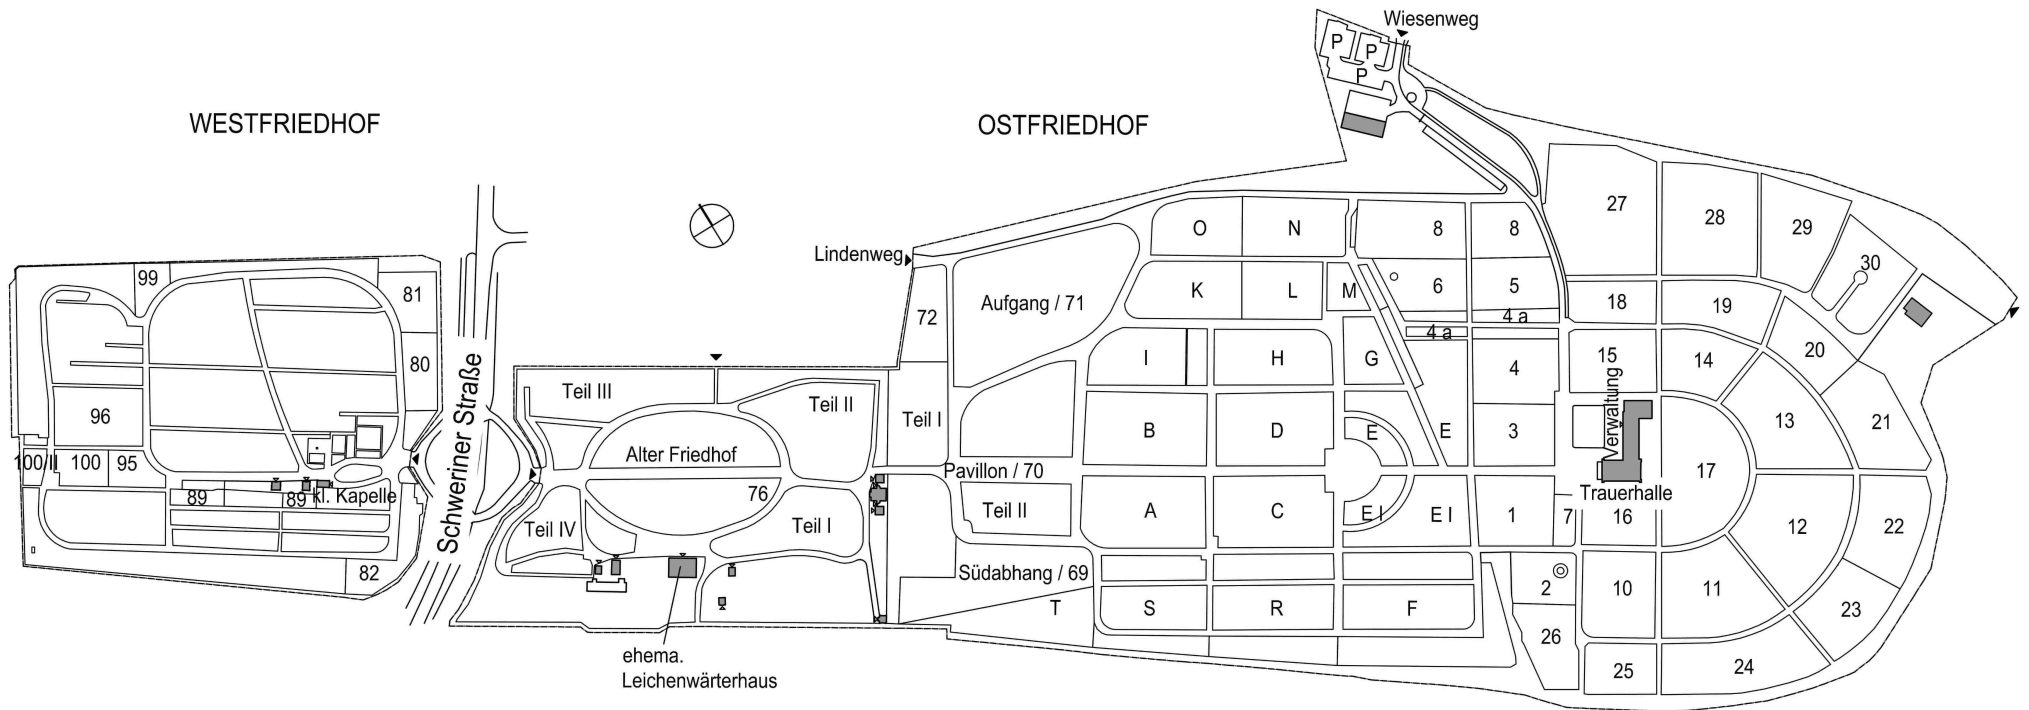 Wiesenweg
P
P
P
WESTFRIEDHOF
OSTFRIEDHOF
27
28
29
O
N
8
8
Lindenweg
30
99
81
K
L
M
6
5
18
19
Aufgang / 71
72
4 a
4 a
20
80
Schweriner Straße
I
H
G
4
15
14
Teil III
Teil II
Teil I
Verwaltung
13
21
96
B
D
E
E
3
Alter Friedhof
100/II
100
95
Pavillon / 70
17
89
89
kl. Kapelle
76
Trauerhalle
Teil IV
Teil I
Teil II
A
C
E I
E I
1
7
16
12
22
82
Südabhang / 69
2
10
11
T
S
R
F
23
26
25
24
ehema.
Leichenwärterhaus